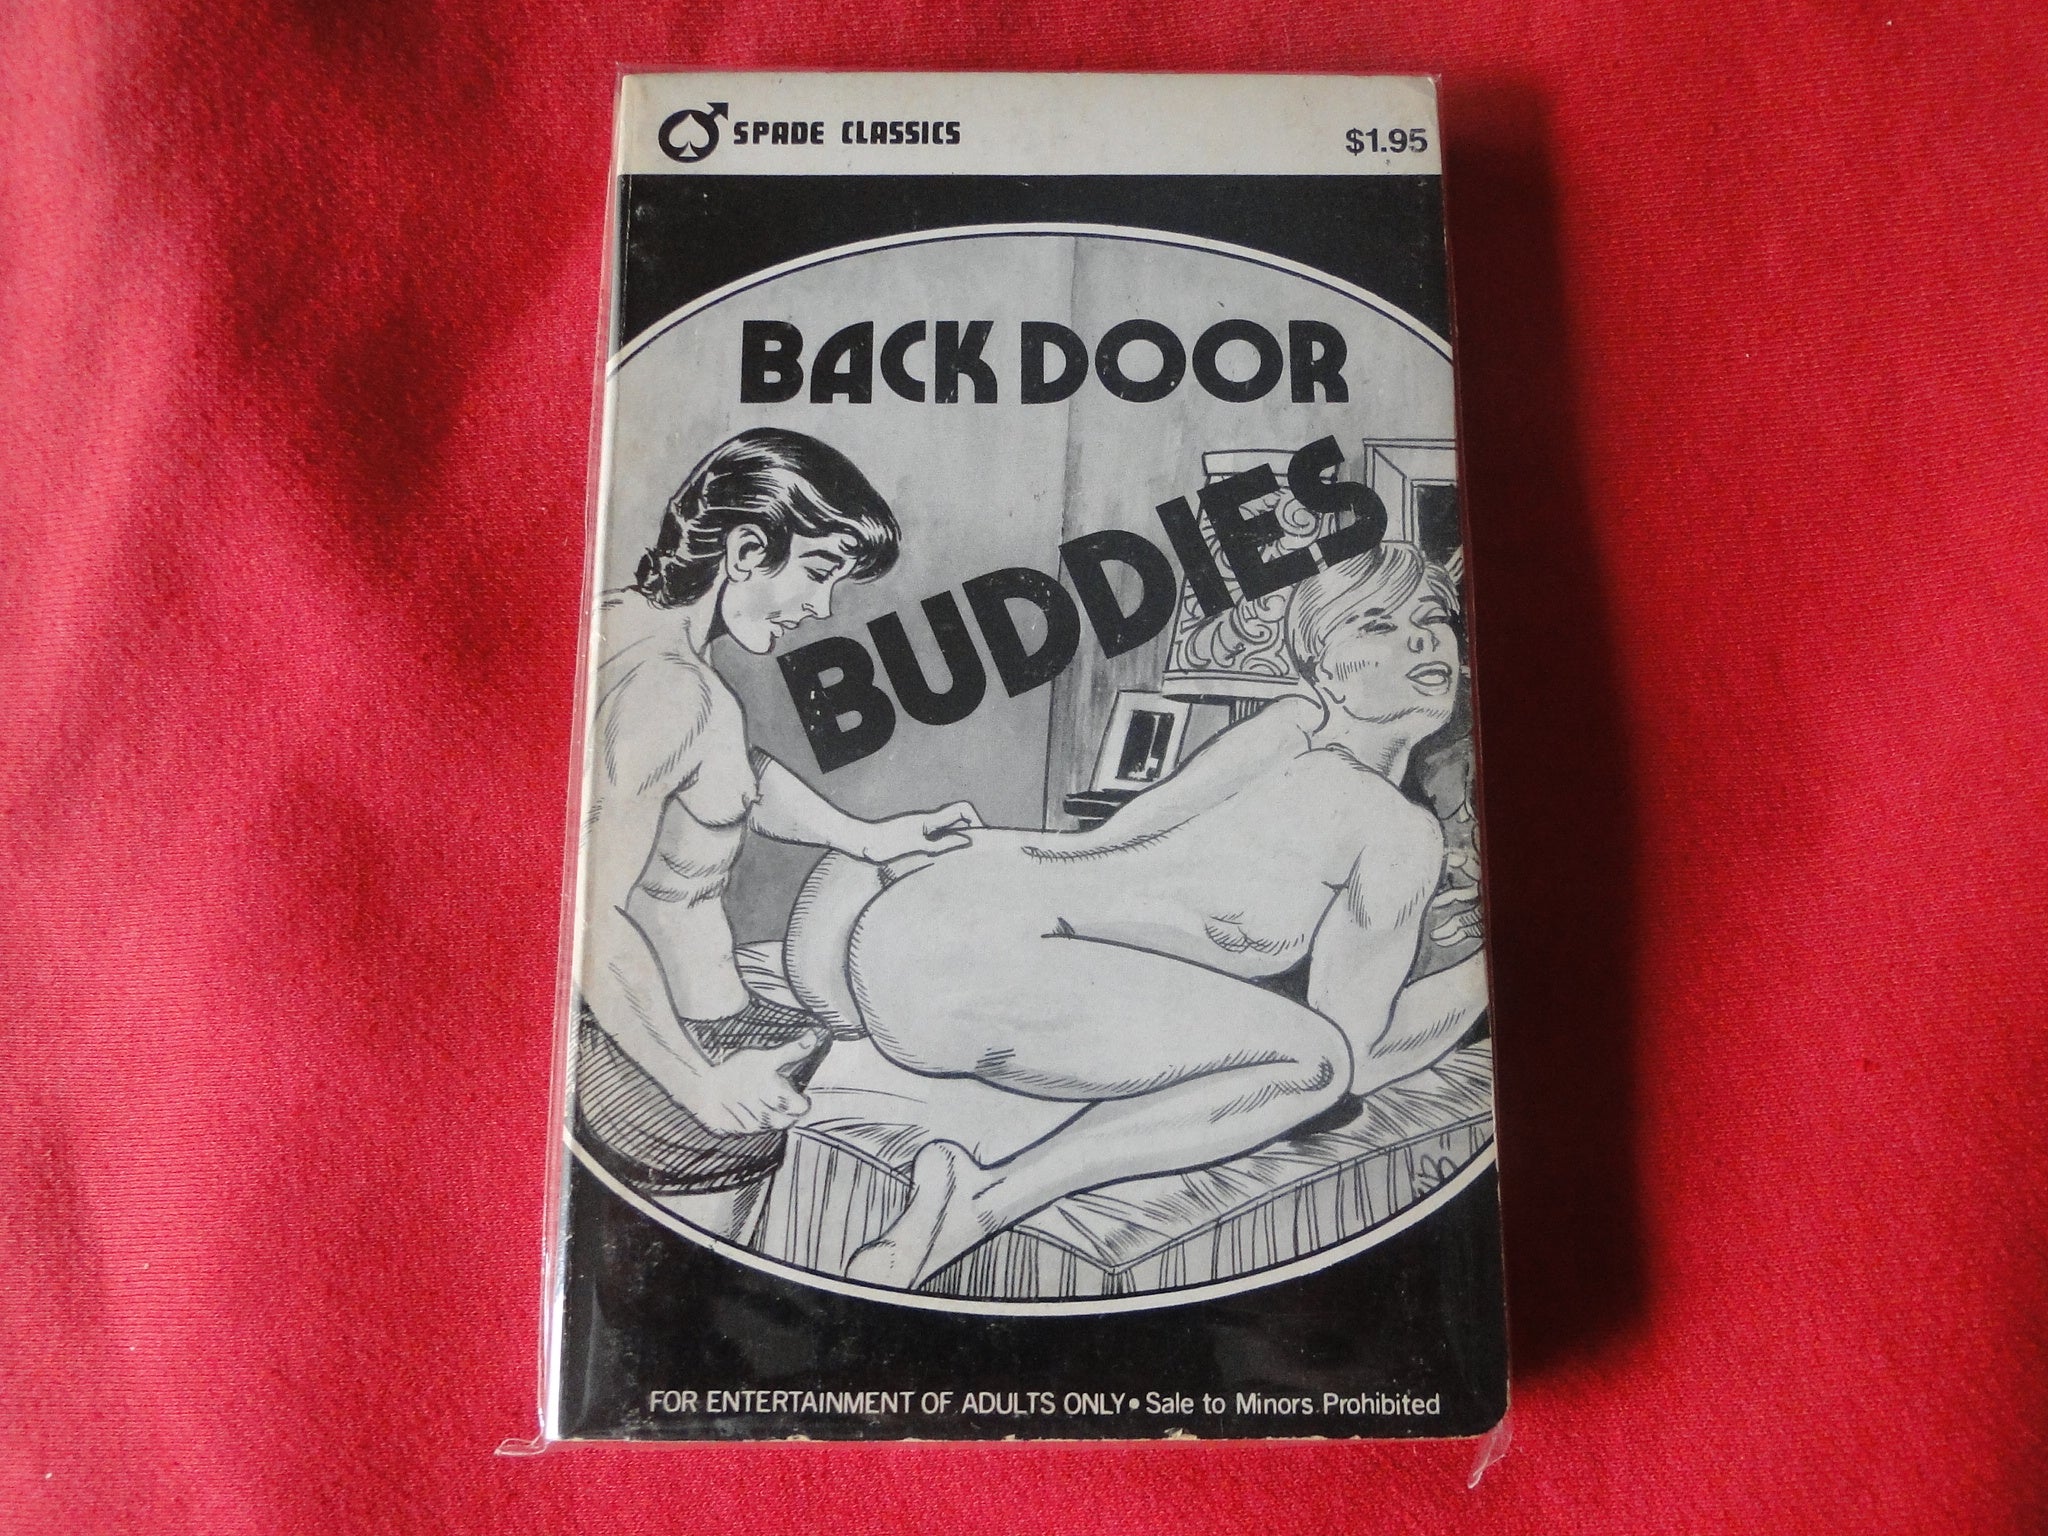 SPADE CLASSICS
$1.95
BACK DOOR
BUDDIES
FOR ENTERTAINMENT OF ADULTS ONLY • Sale to Minors Prohibited